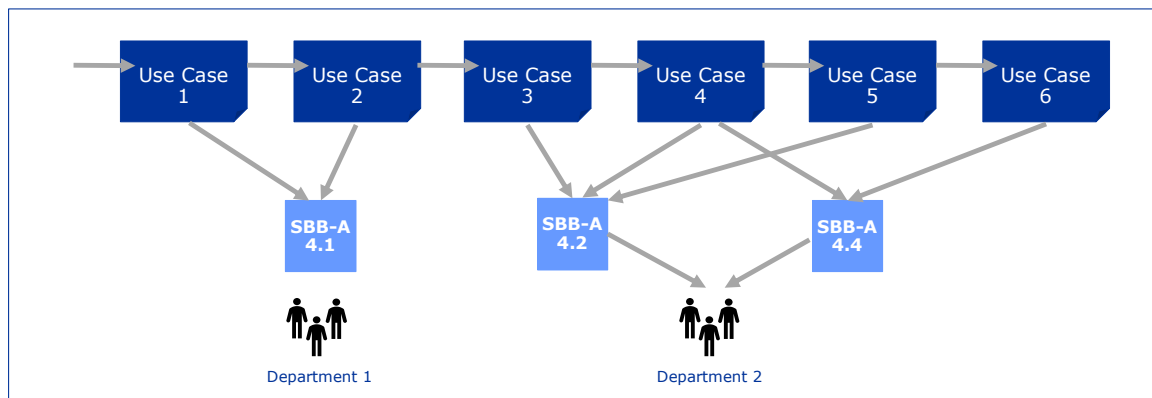 Use Case
1
Use Case
2
Use Case
3
Use Case
4
Use Case
5
Use Case
6
SBB-A
4.1
SBB-A
4.2
SBB-A
4.4
Department 1
Department 2